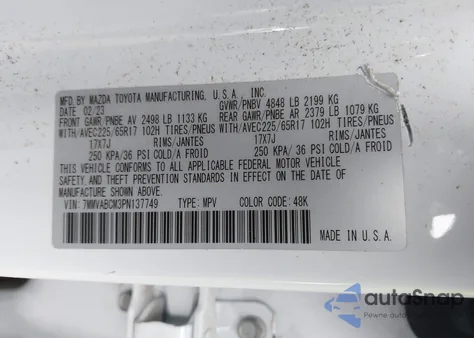 MFD. BY MAZDA TOYOTA MANUFACTURING, U.S.A., INC.
DATE: 02/23 GVWR/PNBV 4848 LB 2199 KG
FRONT GAWR/PNBE AV 2498 LB 1133 KG REAR GAWR/PNBE AR 2379 LB 1079 KG
WITH/AVEC225/65R17 102H TIRES/PNEUS WITH/AVEC225/65R17 102H TIRES/PNEUS
17X7J RIMS/JANTES 17X7J RIMS/JANTES
250 KPA/36 PSI COLD/A FROID 250 KPA/36 PSI COLD/A FROID
THIS VEHICLE CONFORMS TO ALL APPLICABLE FEDERAL MOTOR VEHICLE
SAFETY, AND THEFT PREVENTION STANDARDS IN EFFECT ON THE DATE OF
MANUFACTURE SHOWN ABOVE.
VIN: 7MMVABCM3PN137749 TYPE: MPV COLOR CODE: 48K
MADE IN U.S.A.
autoSnap
Pewne auto